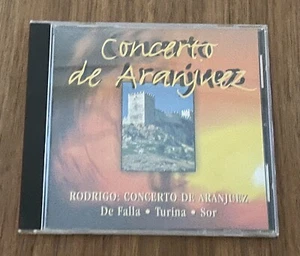 Concerto
de Aranjuez
RODRIGO: CONCERTO DE ARANJUEZ
De Falla • Turina • Sor